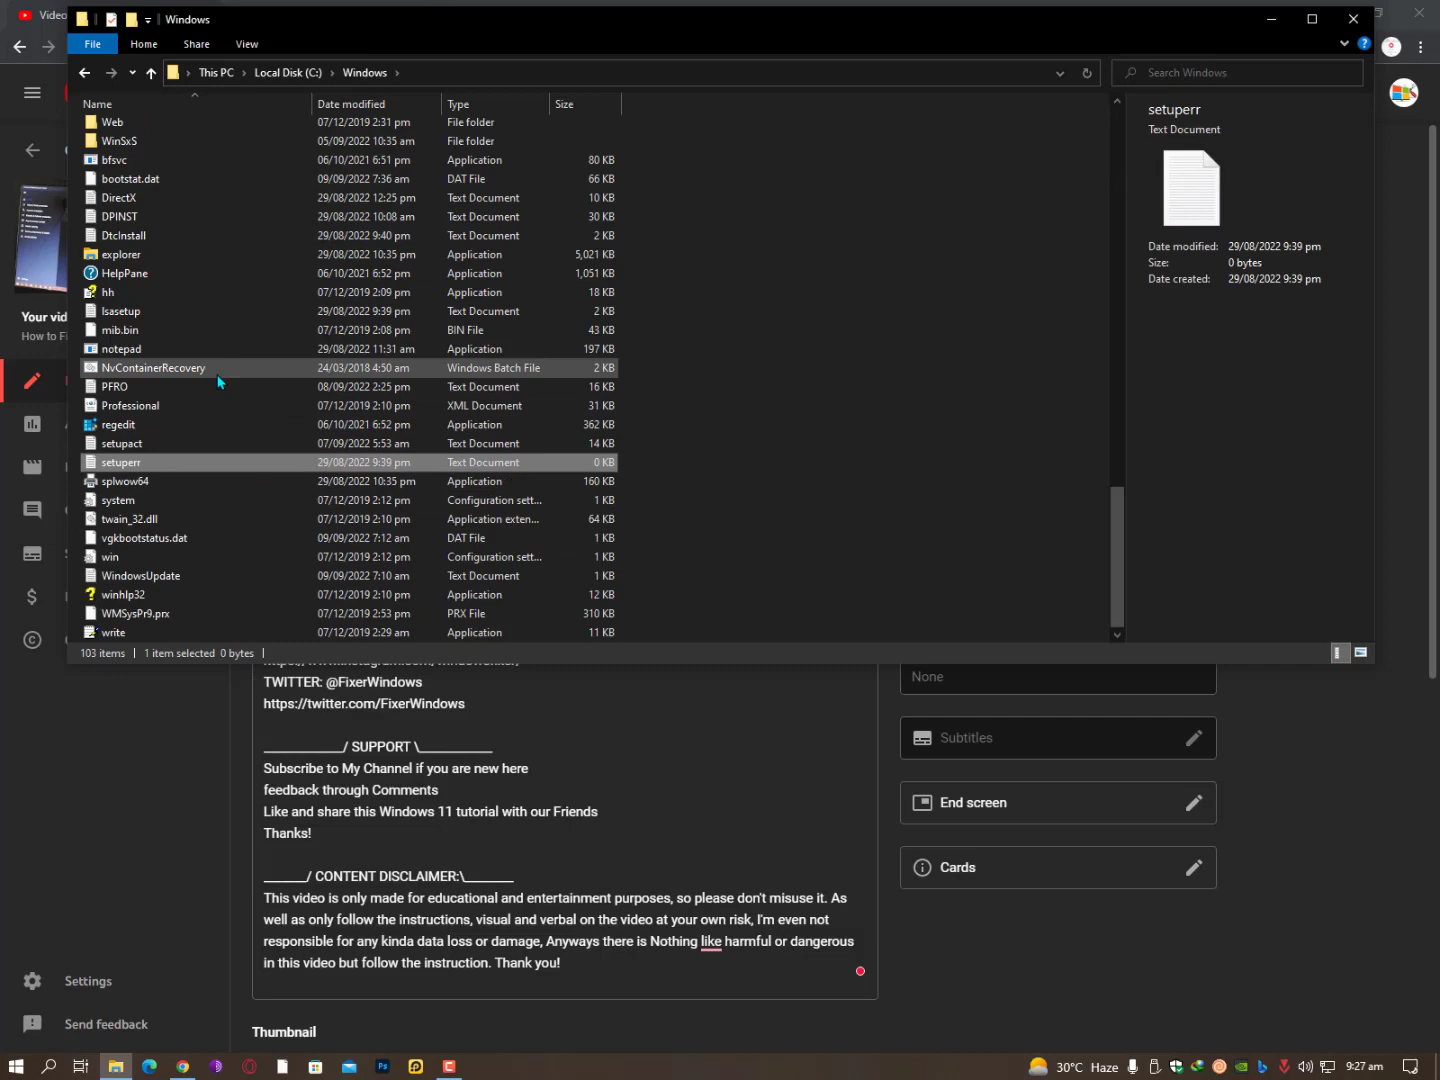 Video
Windows
File
Home
Share
View
This PC
Local Disk (C:)
Windows
Search Windows
Name
Date modified
Type
Size
Web 07/12/2019 2:31 pm File folder
WinSxS 05/09/2022 10:35 am File folder
bfsvc 06/10/2021 6:51 pm Application 80 KB
bootstat.dat 09/09/2022 7:36 am DAT File 66 KB
DirectX 29/08/2022 12:25 pm Text Document 10 KB
DPINST 29/08/2022 10:08 am Text Document 30 KB
DtcInstall 29/08/2022 9:40 pm Text Document 2 KB
explorer 29/08/2022 10:35 pm Application 5,021 KB
HelpPane 06/10/2021 6:52 pm Application 1,051 KB
hh 07/12/2019 2:09 pm Application 18 KB
lsasetup 29/08/2022 9:39 pm Text Document 2 KB
mib.bin 07/12/2019 2:08 pm BIN File 43 KB
notepad 29/08/2022 11:31 am Application 197 KB
NvContainerRecovery 24/03/2018 4:50 am Windows Batch File 2 KB
PFRO 08/09/2022 2:25 pm Text Document 16 KB
Professional 07/12/2019 2:10 pm XML Document 31 KB
regedit 06/10/2021 6:52 pm Application 362 KB
setupact 07/09/2022 5:53 am Text Document 14 KB
setuperr 29/08/2022 9:39 pm Text Document 0 KB
splwow64 29/08/2022 10:35 pm Application 160 KB
system 07/12/2019 2:12 pm Configuration sett... 1 KB
twain_32.dll 07/12/2019 2:10 pm Application exten... 64 KB
vgkbootstatus.dat 09/09/2022 7:12 am DAT File 1 KB
win 07/12/2019 2:12 pm Configuration sett... 1 KB
WindowsUpdate 09/09/2022 7:10 am Text Document 1 KB
winhlp32 07/12/2019 2:10 pm Application 12 KB
WMSysPr9.prx 07/12/2019 2:53 pm PRX File 310 KB
write 07/12/2019 2:29 am Application 11 KB
103 items 1 item selected 0 bytes
setuperr
Text Document
Date modified: 29/08/2022 9:39 pm
Size: 0 bytes
Date created: 29/08/2022 9:39 pm
Your vid
How to Fi
TWITTER: @FixerWindows
https://twitter.com/FixerWindows
____________/ SUPPORT \___________
Subscribe to My Channel if you are new here
feedback through Comments
Like and share this Windows 11 tutorial with our Friends
Thanks!
_______/ CONTENT DISCLAIMER:\________
This video is only made for educational and entertainment purposes, so please don't misuse it. As
well as only follow the instructions, visual and verbal on the video at your own risk, I'm even not
responsible for any kinda data loss or damage, Anyways there is Nothing like harmful or dangerous
in this video but follow the instruction. Thank you!
Thumbnail
None
Subtitles
End screen
Cards
Settings
Send feedback
Ps
30°C Haze
9:27 am